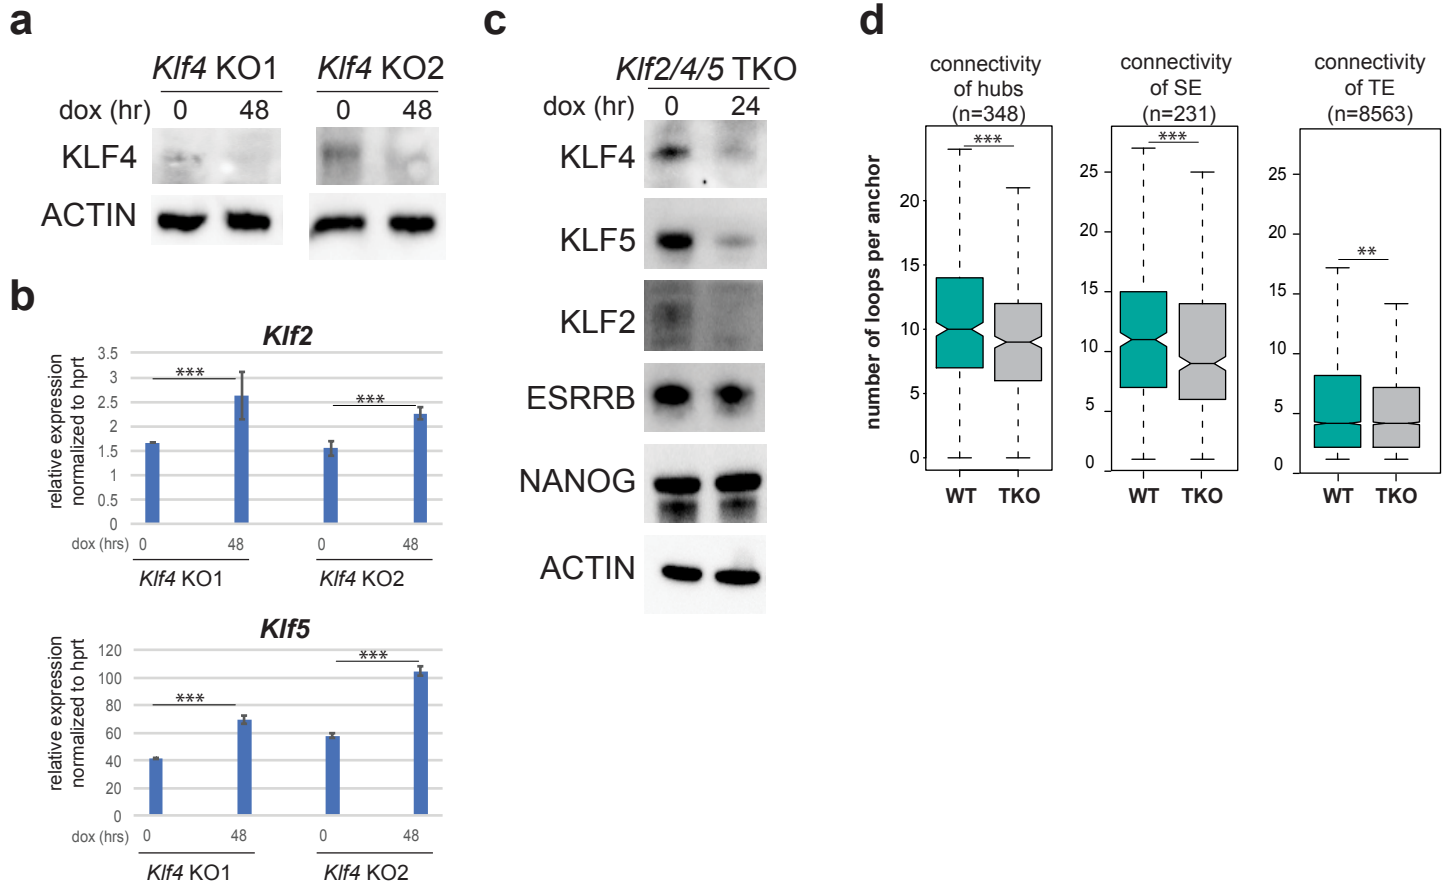 a
Klf4 KO1
Klf4 KO2
dox (hr)
0
48
0
48
KLF4
ACTIN
b
Klf2
relative expression
normalized to hprt
3.5
3
2.5
2
1.5
1
0.5
0
***
***
dox (hrs)
0
48
0
48
Klf4 KO1
Klf4 KO2
Klf5
relative expression
normalized to hprt
120
100
80
60
40
20
0
***
***
dox (hrs)
0
48
0
48
Klf4 KO1
Klf4 KO2
c
Klf2/4/5 TKO
dox (hr)
0
24
KLF4
KLF5
KLF2
ESRRB
NANOG
ACTIN
d
number of loops per anchor
connectivity
of hubs
(n=348)
***
20
15
10
5
0
WT
TKO
connectivity
of SE
(n=231)
***
25
20
15
10
5
0
WT
TKO
connectivity
of TE
(n=8563)
**
25
20
15
10
5
0
WT
TKO